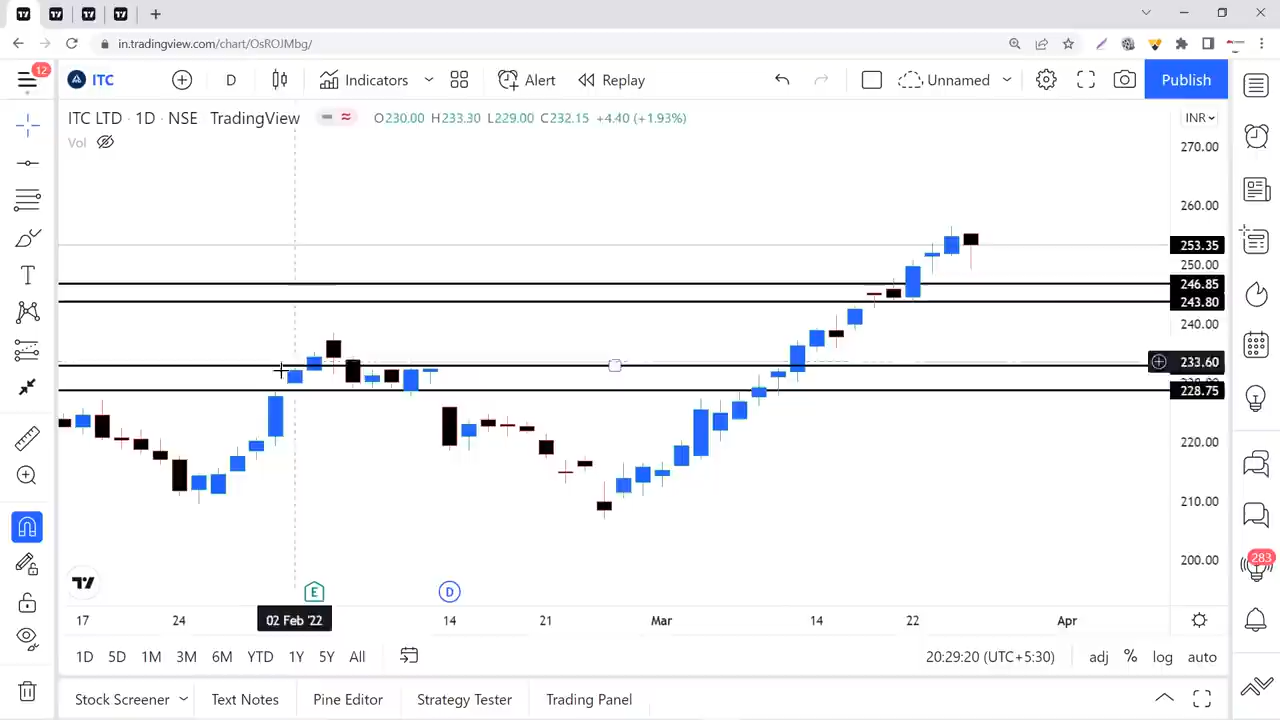 in.tradingview.com/chart/OsROJMbg/
12
ITC
D
Indicators
Alert
Replay
Unnamed
Publish
ITC LTD · 1D · NSE TradingView
O230.00 H233.30 L229.00 C232.15 +4.40 (+1.93%)
INR
Vol
270.00
260.00
253.35
250.00
246.85
243.80
240.00
233.60
228.75
220.00
210.00
200.00
283
E
D
17
24
02 Feb '22
14
21
Mar
14
22
Apr
1D 5D 1M 3M 6M YTD 1Y 5Y All
20:29:20 (UTC+5:30)
adj % log auto
Stock Screener
Text Notes
Pine Editor
Strategy Tester
Trading Panel